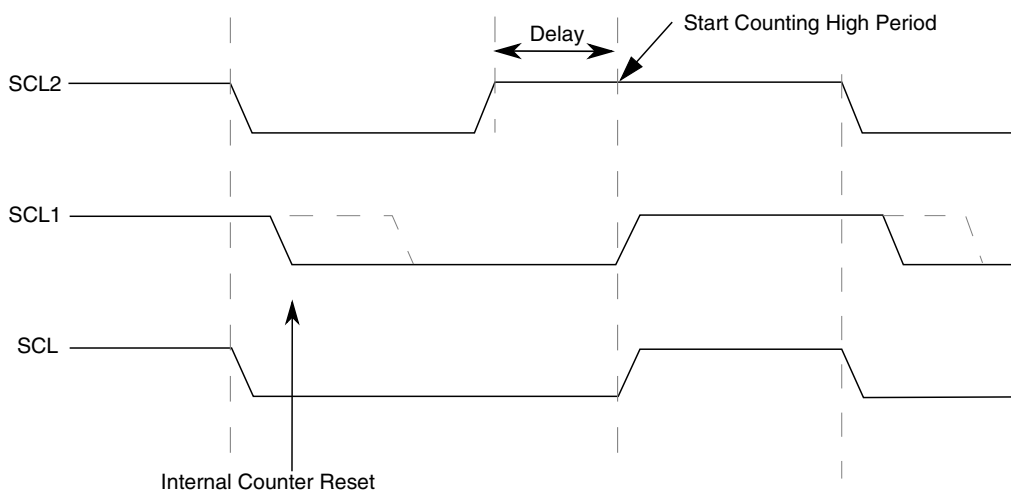 Start Counting High Period
Delay
SCL2
SCL1
SCL
Internal Counter Reset